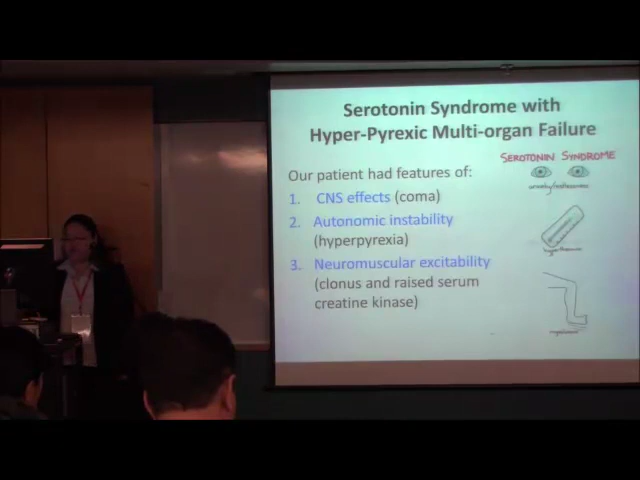 Serotonin Syndrome with
Hyper-Pyrexic Multi-organ Failure
Our patient had features of:
1. CNS effects (coma)
2. Autonomic instability
(hyperpyrexia)
3. Neuromuscular excitability
(clonus and raised serum
creatine kinase)
SEROTONIN SYNDROME